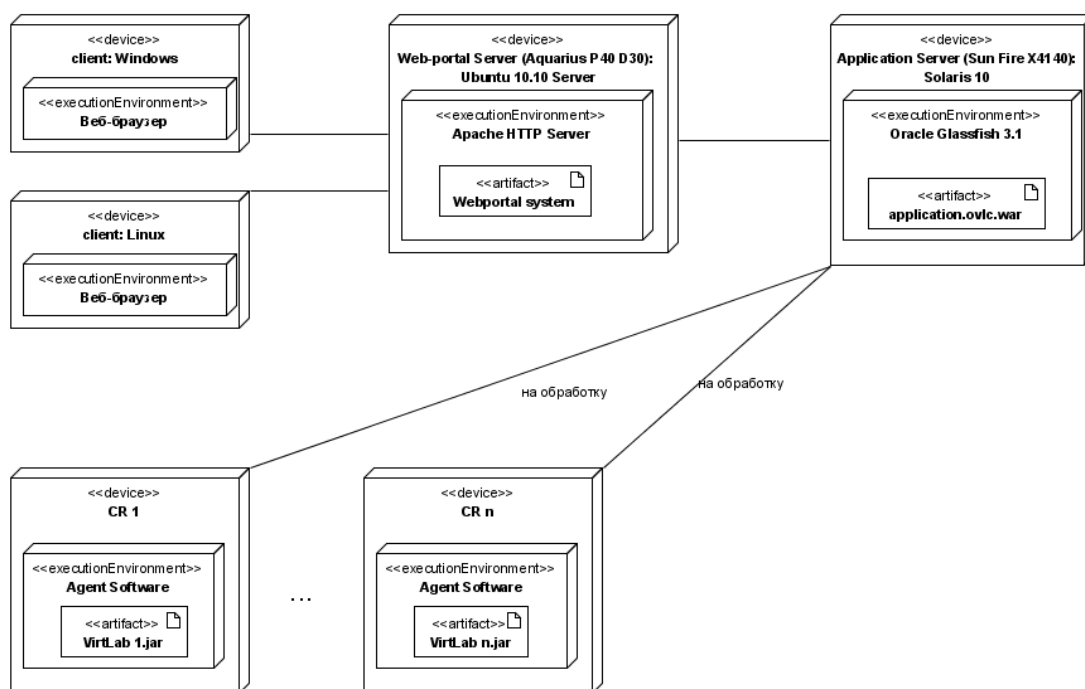 <<device>>
client: Windows
<<executionEnvironment>>
Веб-браузер
<<device>>
Web-portal Server (Aquarius P40 D30):
Ubuntu 10.10 Server
<<executionEnvironment>>
Apache HTTP Server
<<artifact>>
Webportal system
<<device>>
Application Server (Sun Fire X4140):
Solaris 10
<<executionEnvironment>>
Oracle Glassfish 3.1
<<artifact>>
application.ovlc.war
<<device>>
client: Linux
<<executionEnvironment>>
Веб-браузер
на обработку
на обработку
<<device>>
CR 1
<<executionEnvironment>>
Agent Software
<<artifact>>
VirtLab 1.jar
...
<<device>>
CR n
<<executionEnvironment>>
Agent Software
<<artifact>>
VirtLab n.jar